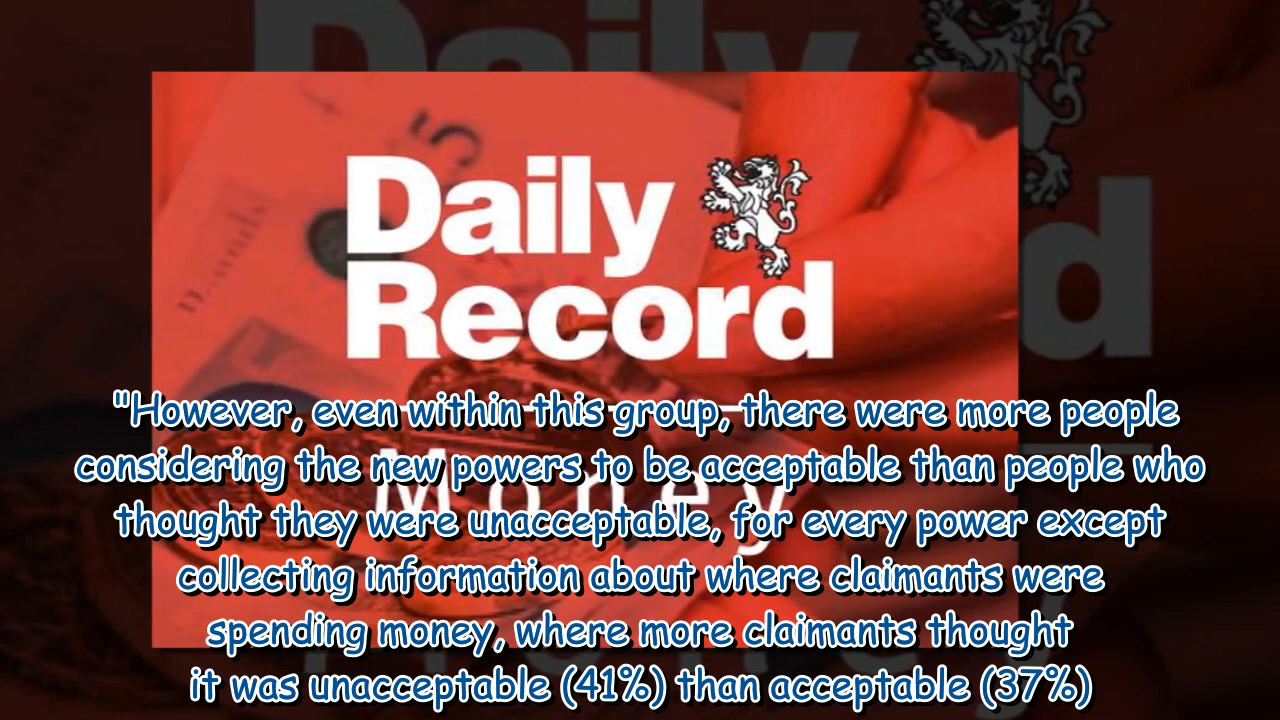 Daily
Record
Money
"However, even within this group, there were more people
considering the new powers to be acceptable than people who
thought they were unacceptable, for every power except
collecting information about where claimants were
spending money, where more claimants thought
it was unacceptable (41%) than acceptable (37%)